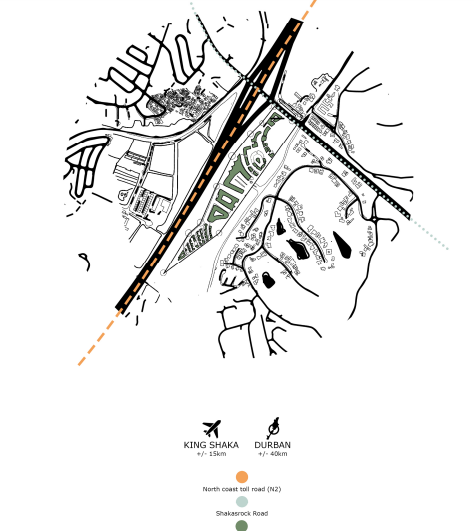 KING SHAKA
+/- 15km
DURBAN
+/- 40km
North coast toll road (N2)
Shakasrock Road